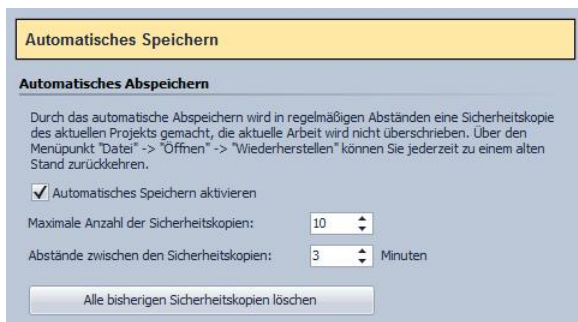 Automatisches Speichern
Automatisches Abspeichern
Durch das automatische Abspeichern wird in regelmäßigen Abständen eine Sicherheitskopie
des aktuellen Projekts gemacht, die aktuelle Arbeit wird nicht überschrieben. Über den
Menüpunkt "Datei" -> "Öffnen" -> "Wiederherstellen" können Sie jederzeit zu einem alten
Stand zurückkehren.
Automatisches Speichern aktivieren
Maximale Anzahl der Sicherheitskopien: 10
Abstände zwischen den Sicherheitskopien: 3 Minuten
Alle bisherigen Sicherheitskopien löschen